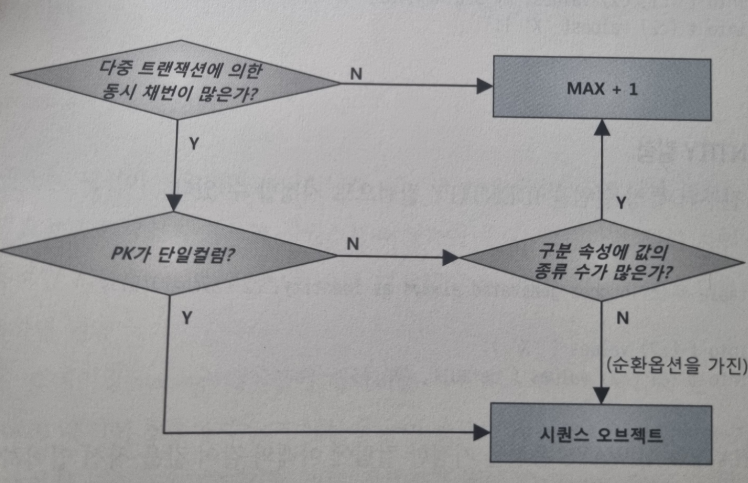 다중 트랜잭션에 의한
동시 채번이 많은가?
N
MAX + 1
Y
Y
PK가 단일컬럼?
N
구분 속성에 값의
종류 수가 많은가?
Y
N
(순환옵션을 가진)
시퀀스 오브젝트